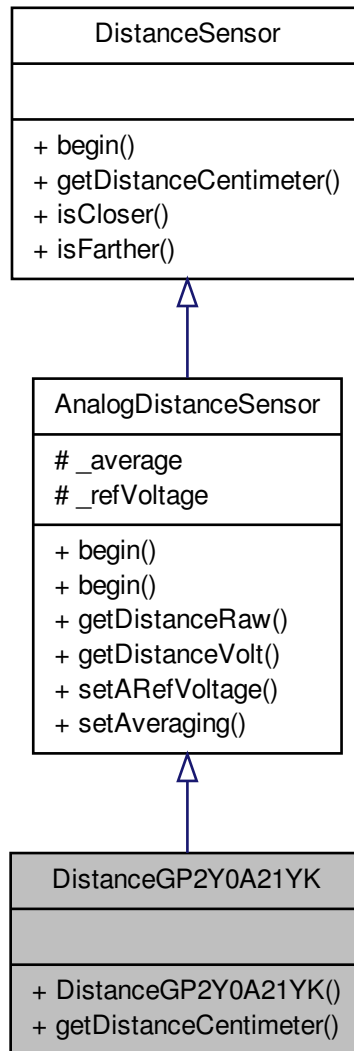 DistanceSensor
+ begin()
+ getDistanceCentimeter()
+ isCloser()
+ isFarther()
AnalogDistanceSensor
# _average
# _refVoltage
+ begin()
+ begin()
+ getDistanceRaw()
+ getDistanceVolt()
+ setARefVoltage()
+ setAveraging()
DistanceGP2Y0A21YK
+ DistanceGP2Y0A21YK()
+ getDistanceCentimeter()